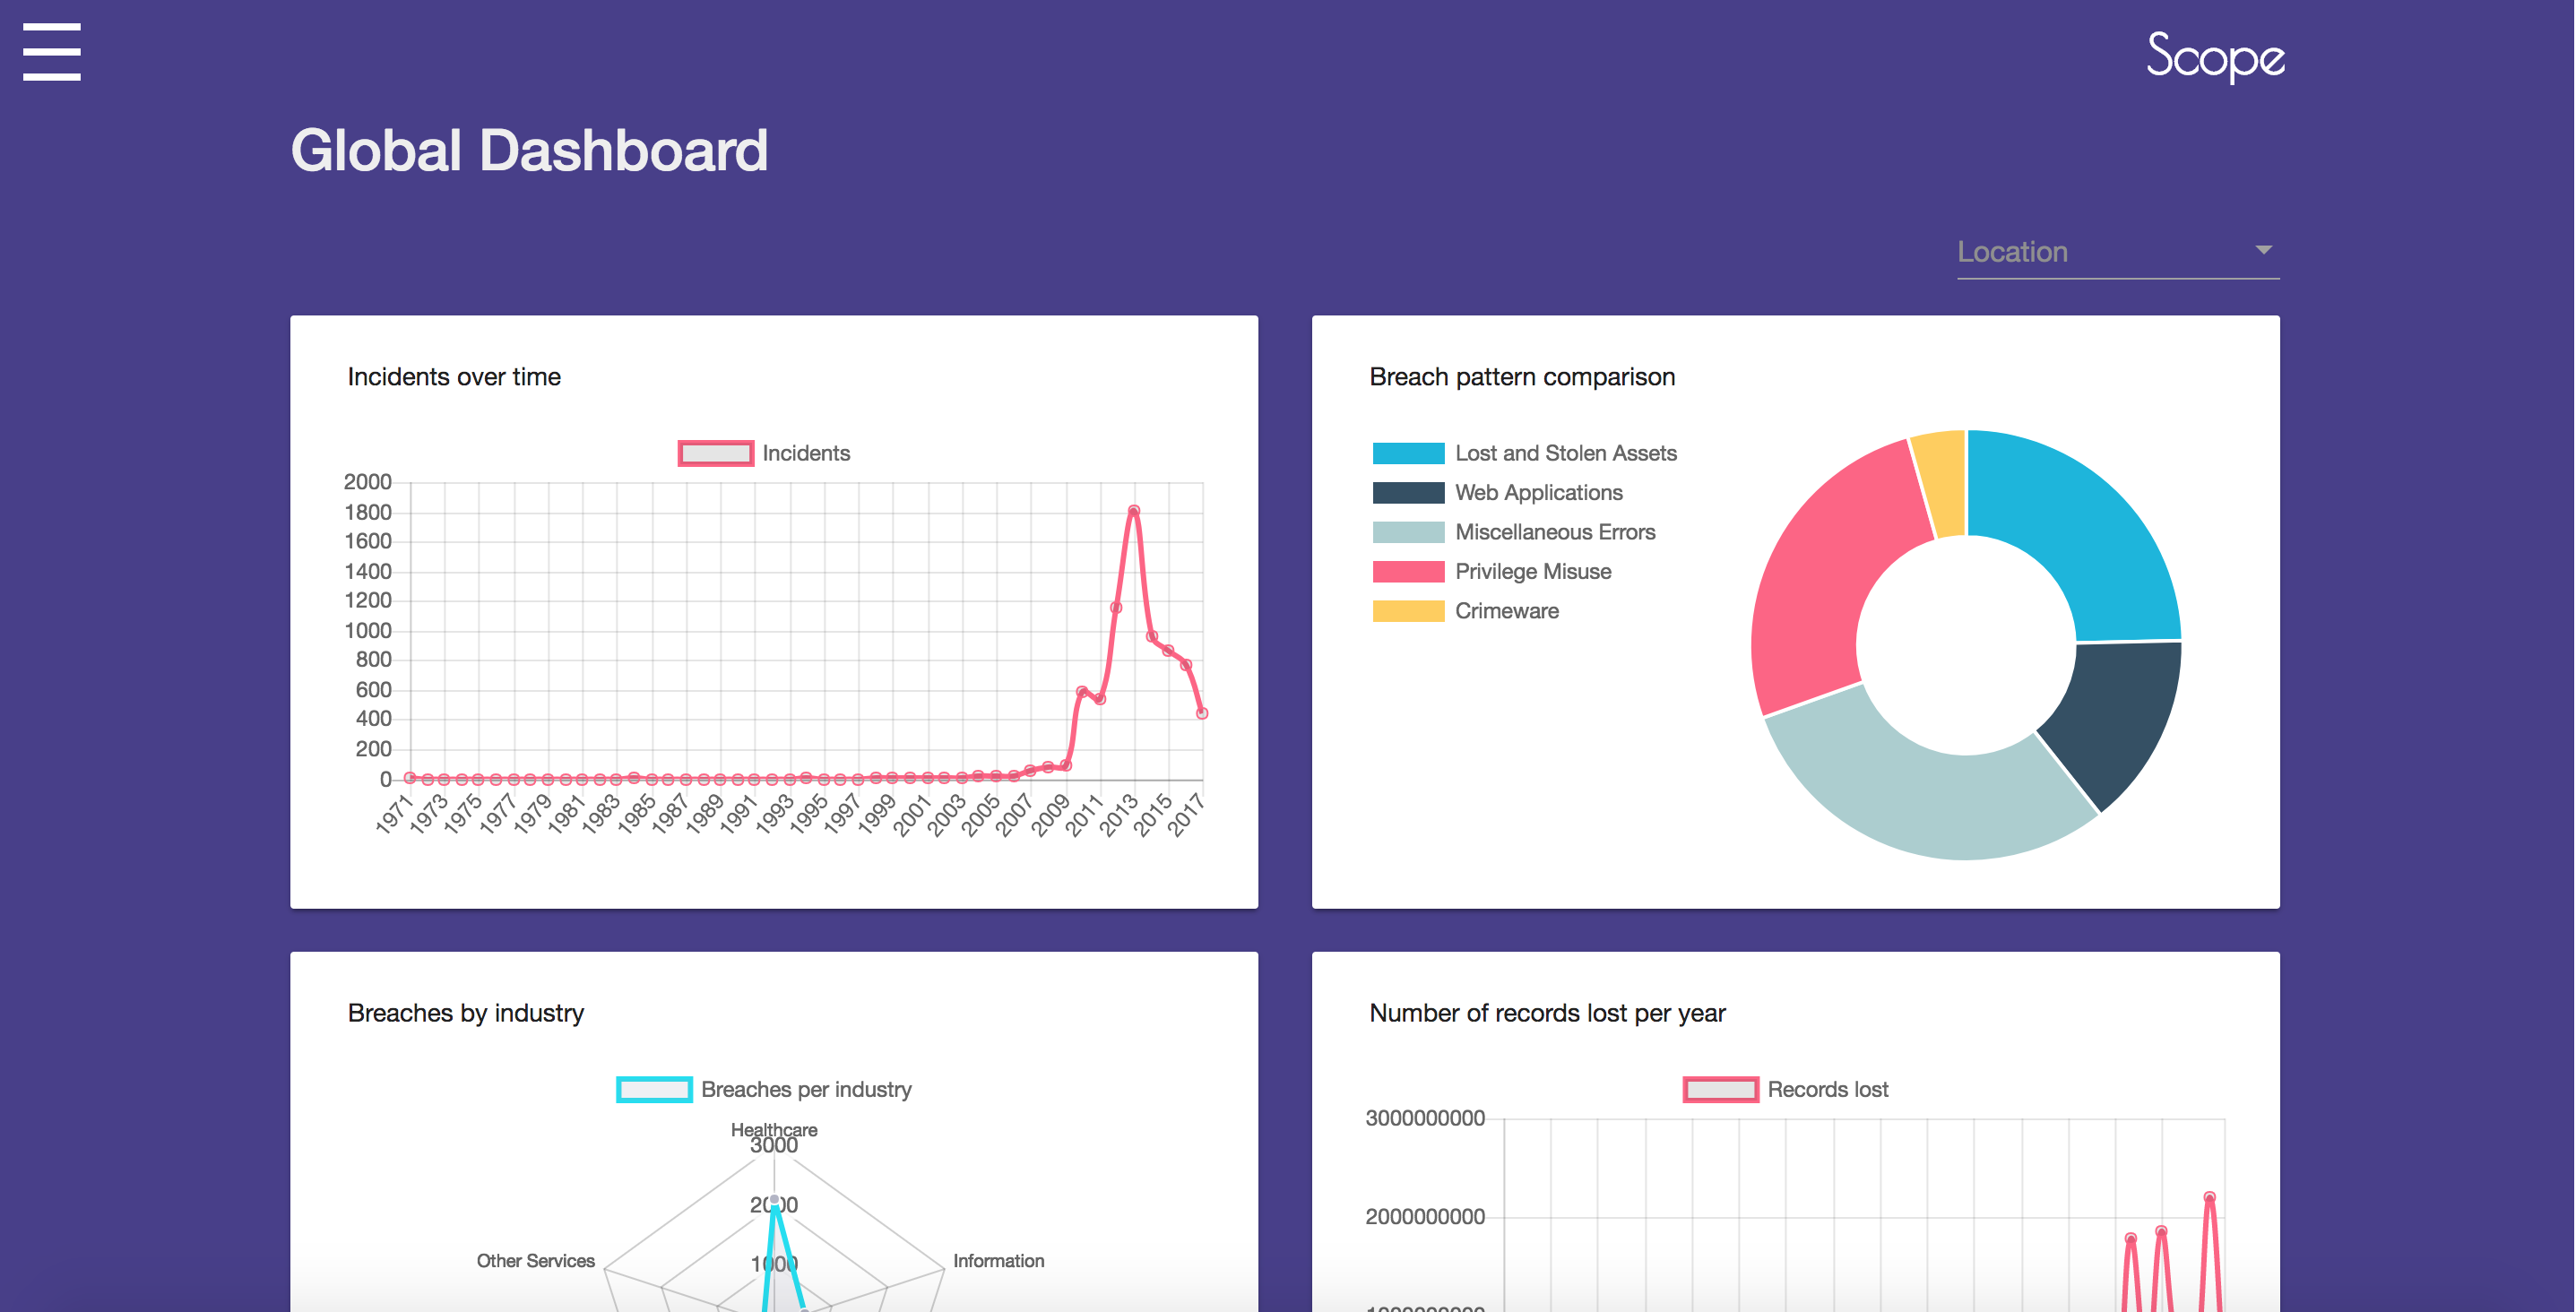 Scope
Global Dashboard
Location
Incidents over time
Incidents
2000
1800
1600
1400
1200
1000
800
600
400
200
0
1971 1973 1975 1977 1979 1981 1983 1985 1987 1989 1991 1993 1995 1997 1999 2001 2003 2005 2007 2009 2011 2013 2015 2017
Breach pattern comparison
Lost and Stolen Assets
Web Applications
Miscellaneous Errors
Privilege Misuse
Crimeware
Breaches by industry
Breaches per industry
Healthcare
3000
2000
Other Services
1000
Information
Number of records lost per year
Records lost
3000000000
2000000000
1000000000